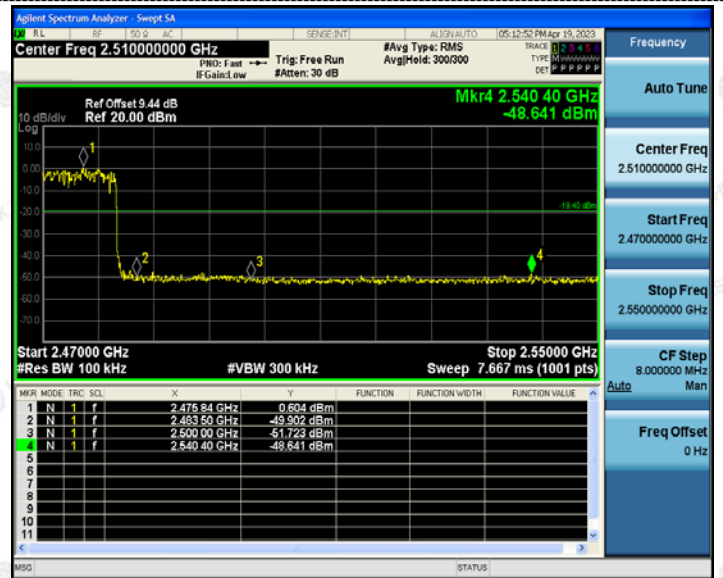 Agilent Spectrum Analyzer - Swept SA
RL RF 50 Ω AC SENSE:INT ALIGNAUTO 05:12:52 PM Apr 19, 2023
Center Freq 2.510000000 GHz
PNO: Fast
IFGain:Low
Trig: Free Run
#Atten: 30 dB
#Avg Type: RMS
Avg|Hold: 300/300
TRACE 1 2 3 4 5 6
TYPE M
DET P P P P P P
Frequency
Ref Offset 9.44 dB
10 dB/div Ref 20.00 dBm
Log
Mkr4 2.540 40 GHz
-48.641 dBm
10.0
0.00
-10.0
-20.0
-30.0
-40.0
-50.0
-60.0
-70.0
1
2
3
4
-19.40 dBm
Start 2.47000 GHz Stop 2.55000 GHz
#Res BW 100 kHz #VBW 300 kHz Sweep 7.667 ms (1001 pts)
MKR MODE TRC SCL X Y FUNCTION FUNCTION WIDTH FUNCTION VALUE
1 N 1 f 2.475 84 GHz 0.604 dBm
2 N 1 f 2.483 50 GHz -49.902 dBm
3 N 1 f 2.500 00 GHz -51.723 dBm
4 N 1 f 2.540 40 GHz -48.641 dBm
5
6
7
8
9
10
11
MSG STATUS
Auto Tune
Center Freq
2.510000000 GHz
Start Freq
2.470000000 GHz
Stop Freq
2.550000000 GHz
CF Step
8.000000 MHz
Auto Man
Freq Offset
0 Hz